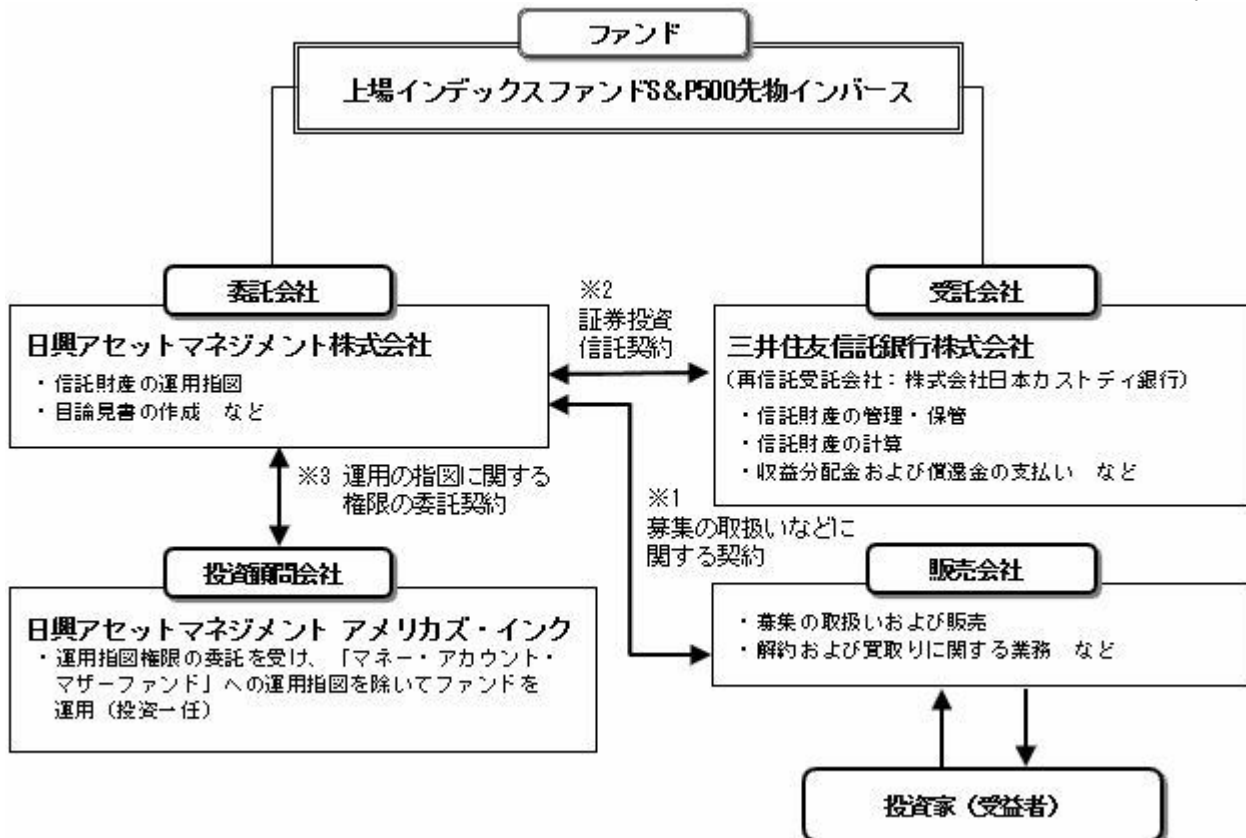 ファンド
上場インデックスファンドS&P500先物インバース
委託会社
日興アセットマネジメント株式会社
・信託財産の運用指図
・目論見書の作成 など
※2
証券投資
信託契約
受託会社
三井住友信託銀行株式会社
(再信託受託会社：株式会社日本カストディ銀行)
・信託財産の管理・保管
・信託財産の計算
・収益分配金および償還金の支払い など
※3 運用の指図に関する
権限の委託契約
※1
募集の取扱いなどに
関する契約
投資顧問会社
日興アセットマネジメント アメリカズ・インク
・運用指図権限の委託を受け、「マネー・アカウント・
マザーファンド」への運用指図を除いてファンドを
運用（投資一任）
販売会社
・募集の取扱いおよび販売
・解約および買取りに関する業務 など
投資家（受益者）